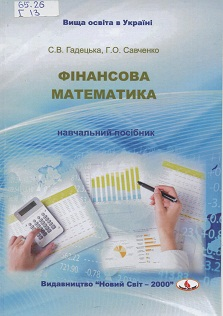 65.26
Г 13
Вища освіта в Україні
С.В. Гадецька, Г.О. Савченко
ФІНАНСОВА
МАТЕМАТИКА
навчальний посібник
Видавництво "Новий Світ – 2000"